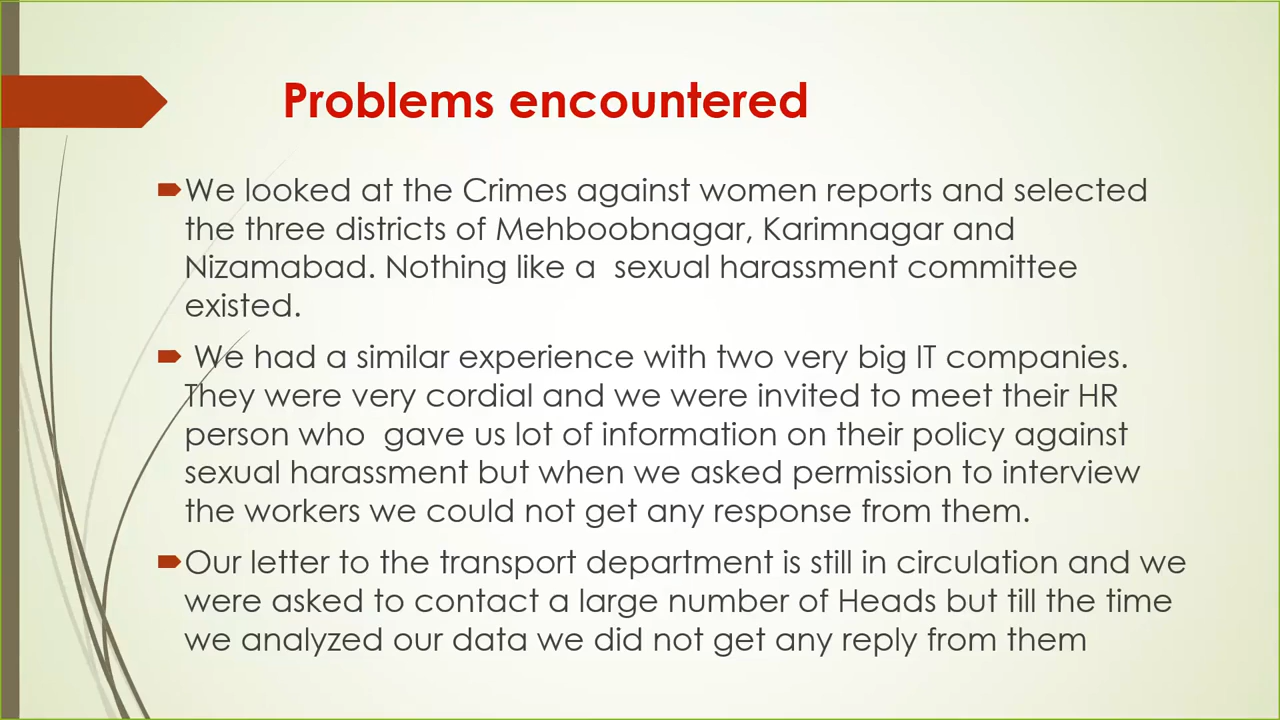 Problems encountered
We looked at the Crimes against women reports and selected
the three districts of Mehboobnagar, Karimnagar and
Nizamabad. Nothing like a  sexual harassment committee
existed.
We had a similar experience with two very big IT companies.
They were very cordial and we were invited to meet their HR
person who  gave us lot of information on their policy against
sexual harassment but when we asked permission to interview
the workers we could not get any response from them.
Our letter to the transport department is still in circulation and we
were asked to contact a large number of Heads but till the time
we analyzed our data we did not get any reply from them